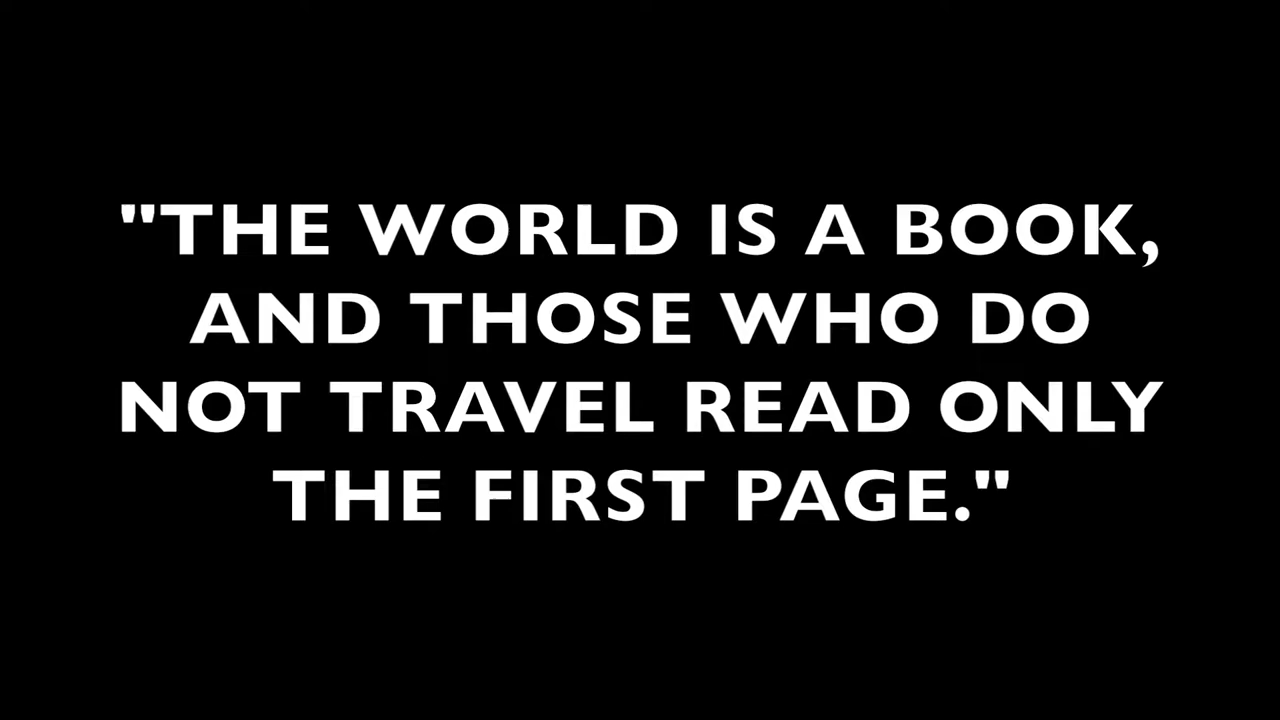 "THE WORLD IS A BOOK,
AND THOSE WHO DO
NOT TRAVEL READ ONLY
THE FIRST PAGE."